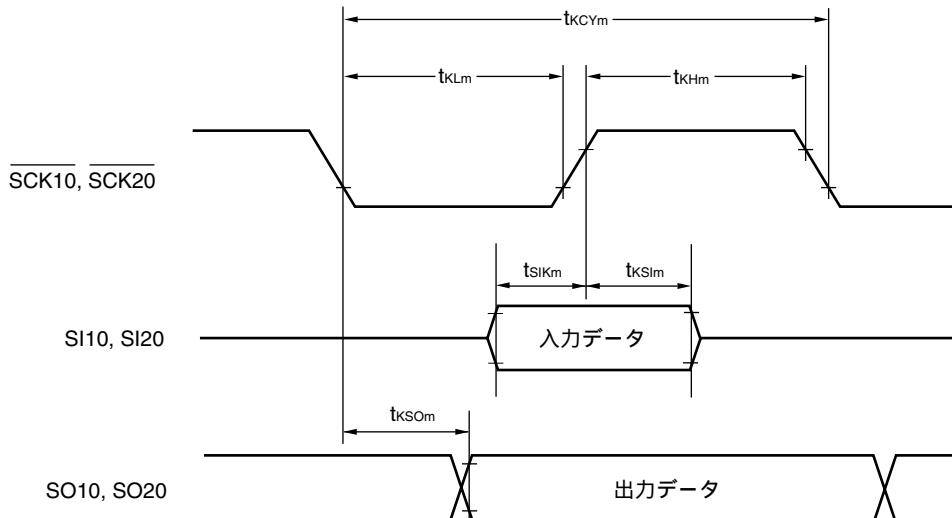 tKCYm
tKLm
tKHm
SCK10, SCK20
tSIKm
tKSIm
SI10, SI20
入力データ
tKSOm
SO10, SO20
出力データ